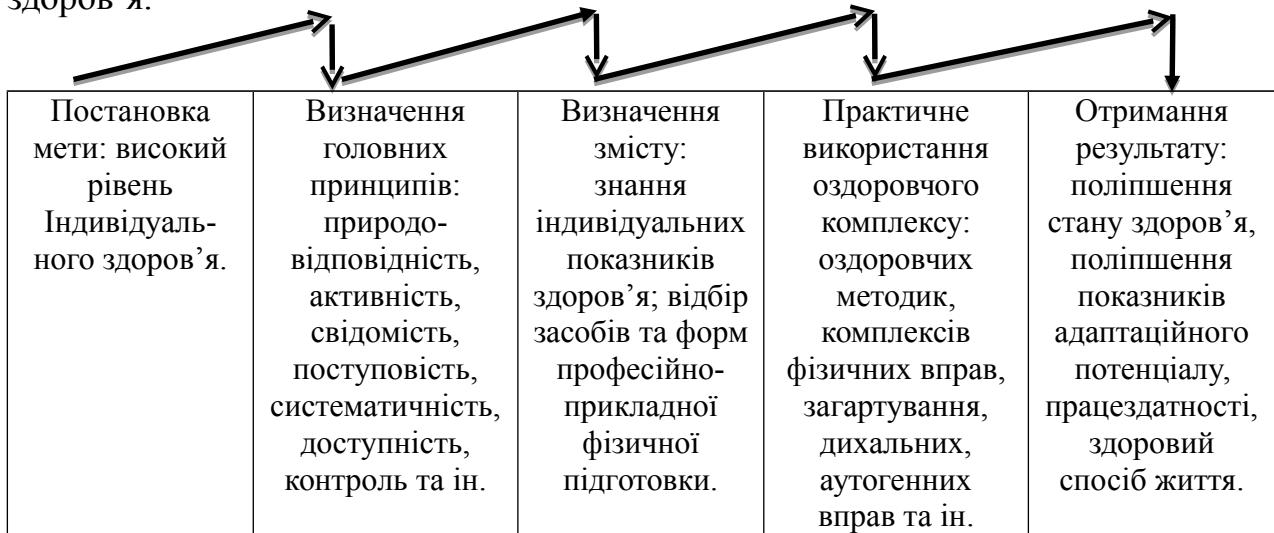 здоров’я.
Постановка
мети: високий
рівень
Індивідуаль-
ного здоров’я.
Визначення
головних
принципів:
природо-
відповідність,
активність,
свідомість,
поступовість,
систематичність,
доступність,
контроль та ін.
Визначення
змісту:
знання
індивідуальних
показників
здоров’я; відбір
засобів та форм
професійно-
прикладної
фізичної
підготовки.
Практичне
використання
оздоровчого
комплексу:
оздоровчих
методик,
комплексів
фізичних вправ,
загартування,
дихальних,
аутогенних
вправ та ін.
Отримання
результату:
поліпшення
стану здоров’я,
поліпшення
показників
адаптаційного
потенціалу,
працездатності,
здоровий
спосіб життя.